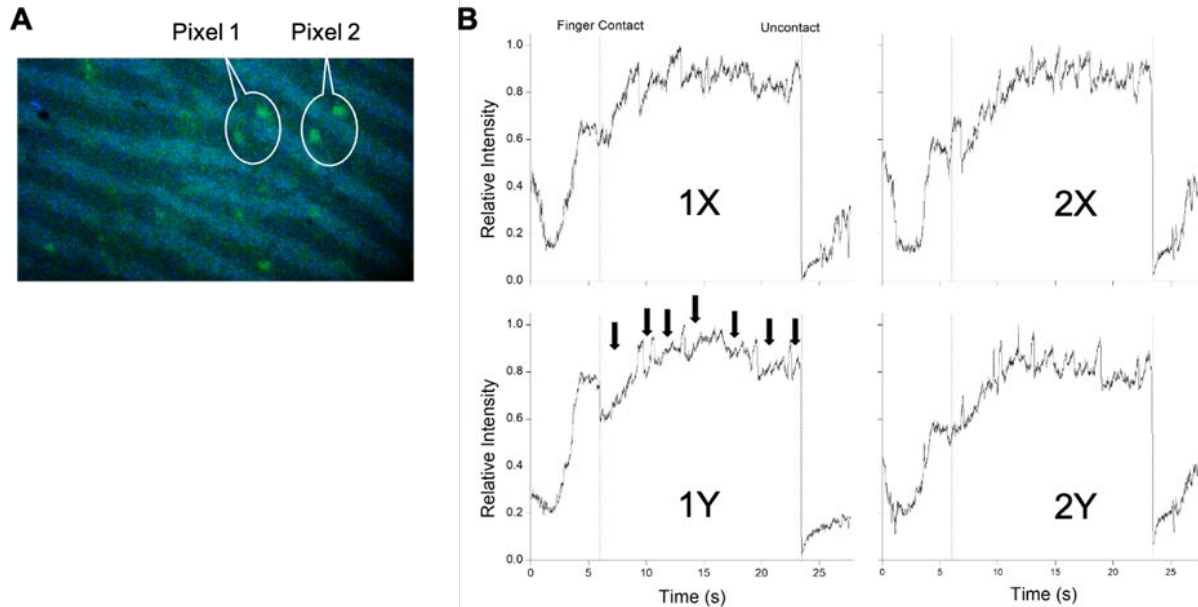 A
Pixel 1
Pixel 2
B
Finger Contact
Uncontact
Relative Intensity
1.0
0.8
0.6
0.4
0.2
0.0
1X
2X
Relative Intensity
1.0
0.8
0.6
0.4
0.2
0.0
1Y
2Y
0
5
10
15
20
25
0
5
10
15
20
25
Time (s)
Time (s)